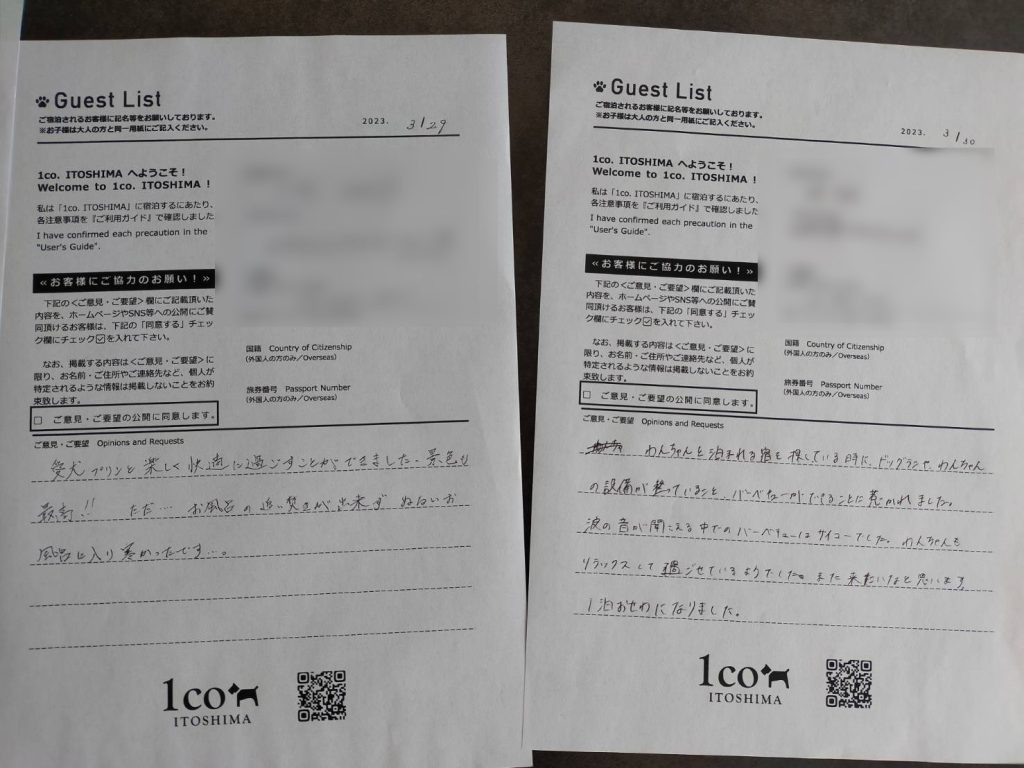 Guest List
ご宿泊されるお客様に記名等をお願いしております。
※お子様は大人の方と同一用紙にご記入ください。
2023. 3/29
1co. ITOSHIMA へようこそ！
Welcome to 1co. ITOSHIMA !
私は「1co. ITOSHIMA」に宿泊するにあたり、
各注意事項を『ご利用ガイド』で確認しました
I have confirmed each precaution in the
"User's Guide".
≪お客様にご協力のお願い！≫
下記の<ご意見・ご要望>欄にご記載頂いた
内容を、ホームページやSNS等への公開にご賛
同頂けるお客様は、下記の「同意する」チェッ
ク欄にチェック☑を入れて下さい。
なお、掲載する内容は<ご意見・ご要望>に
限り、お名前・ご住所やご連絡先など、個人が
特定されるような情報は掲載しないことをお約
束致します。
□ ご意見・ご要望の公開に同意します。
国籍 Country of Citizenship
(外国人の方のみ／Overseas)
旅券番号 Passport Number
(外国人の方のみ／Overseas)
ご意見・ご要望 Opinions and Requests
愛犬プリンと楽しく快適に過ごすことができました。景色も
最高!! ただ… お風呂の追い焚きが出来ず ぬるいお
風呂に入り寒かったです…。
1co
ITOSHIMA
Guest List
ご宿泊されるお客様に記名等をお願いしております。
※お子様は大人の方と同一用紙にご記入ください。
2023. 3/30
1co. ITOSHIMA へようこそ！
Welcome to 1co. ITOSHIMA !
私は「1co. ITOSHIMA」に宿泊するにあたり、
各注意事項を『ご利用ガイド』で確認しました
I have confirmed each precaution in the
"User's Guide".
≪お客様にご協力のお願い！≫
下記の<ご意見・ご要望>欄にご記載頂いた
内容を、ホームページやSNS等への公開にご賛
同頂けるお客様は、下記の「同意する」チェッ
ク欄にチェック☑を入れて下さい。
なお、掲載する内容は<ご意見・ご要望>に
限り、お名前・ご住所やご連絡先など、個人が
特定されるような情報は掲載しないことをお約
束致します。
□ ご意見・ご要望の公開に同意します。
国籍 Country of Citizenship
(外国人の方のみ／Overseas)
旅券番号 Passport Number
(外国人の方のみ／Overseas)
ご意見・ご要望 Opinions and Requests
わんちゃんと泊まれる宿を探している時に、ドッグランや、わんちゃん
の設備が整っていること、バーベキューができることに惹かれました。
波の音が聞こえる中でのバーベキューはサイコーでした。わんちゃんも
リラックスして過ごせているようでした。また来たいなと思います。
1泊おせわになりました。
1co
ITOSHIMA